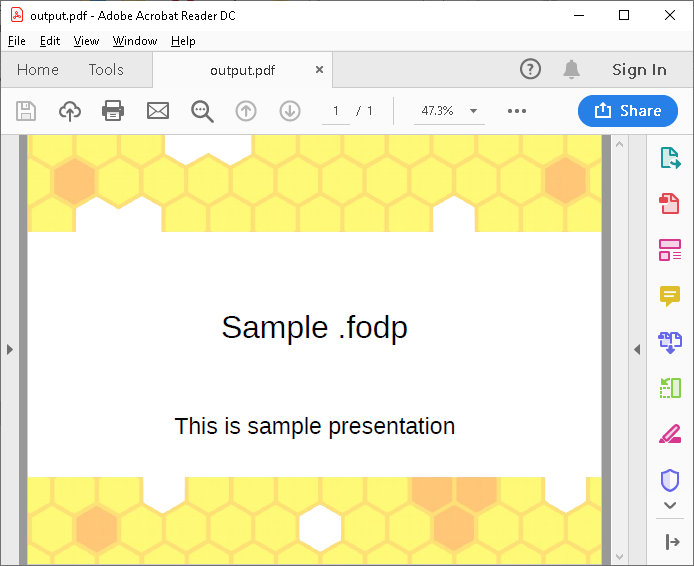 output.pdf - Adobe Acrobat Reader DC
File Edit View Window Help
Home Tools output.pdf × Sign In
1 / 1 47.3% Share
Sample .fodp
This is sample presentation